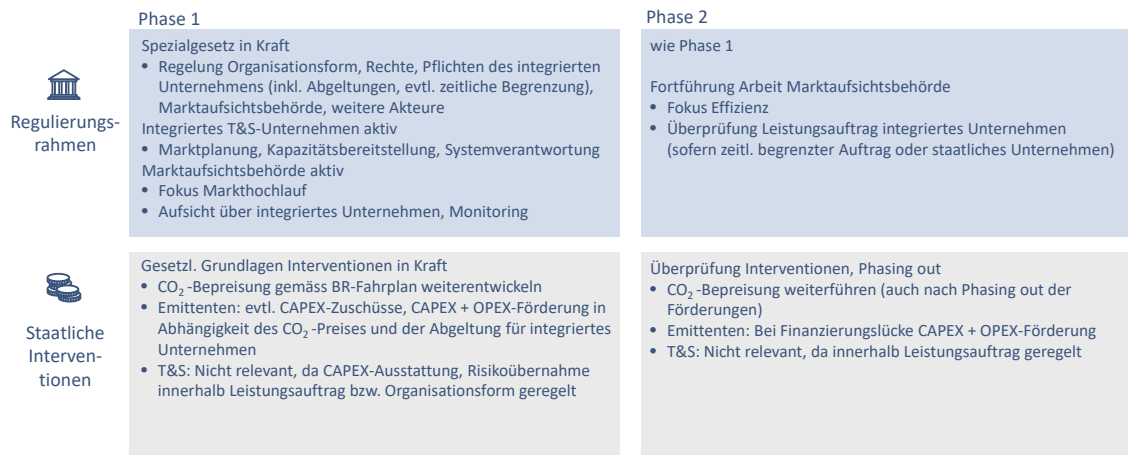 Phase 1
Phase 2
Regulierungs-
rahmen
Spezialgesetz in Kraft
• Regelung Organisationsform, Rechte, Pflichten des integrierten
Unternehmens (inkl. Abgeltungen, evtl. zeitliche Begrenzung),
Marktaufsichtsbehörde, weitere Akteure
Integriertes T&S-Unternehmen aktiv
• Marktplanung, Kapazitätsbereitstellung, Systemverantwortung
Marktaufsichtsbehörde aktiv
• Fokus Markthochlauf
• Aufsicht über integriertes Unternehmen, Monitoring
wie Phase 1
Fortführung Arbeit Marktaufsichtsbehörde
• Fokus Effizienz
• Überprüfung Leistungsauftrag integriertes Unternehmen
(sofern zeitl. begrenzter Auftrag oder staatliches Unternehmen)
Staatliche
Interven-
tionen
Gesetzl. Grundlagen Interventionen in Kraft
• CO₂-Bepreisung gemäss BR-Fahrplan weiterentwickeln
• Emittenten: evtl. CAPEX-Zuschüsse, CAPEX + OPEX-Förderung in
Abhängigkeit des CO₂-Preises und der Abgeltung für integriertes
Unternehmen
• T&S: Nicht relevant, da CAPEX-Ausstattung, Risikoübernahme
innerhalb Leistungsauftrag bzw. Organisationsform geregelt
Überprüfung Interventionen, Phasing out
• CO₂-Bepreisung weiterführen (auch nach Phasing out der
Förderungen)
• Emittenten: Bei Finanzierungslücke CAPEX + OPEX-Förderung
• T&S: Nicht relevant, da innerhalb Leistungsauftrag geregelt